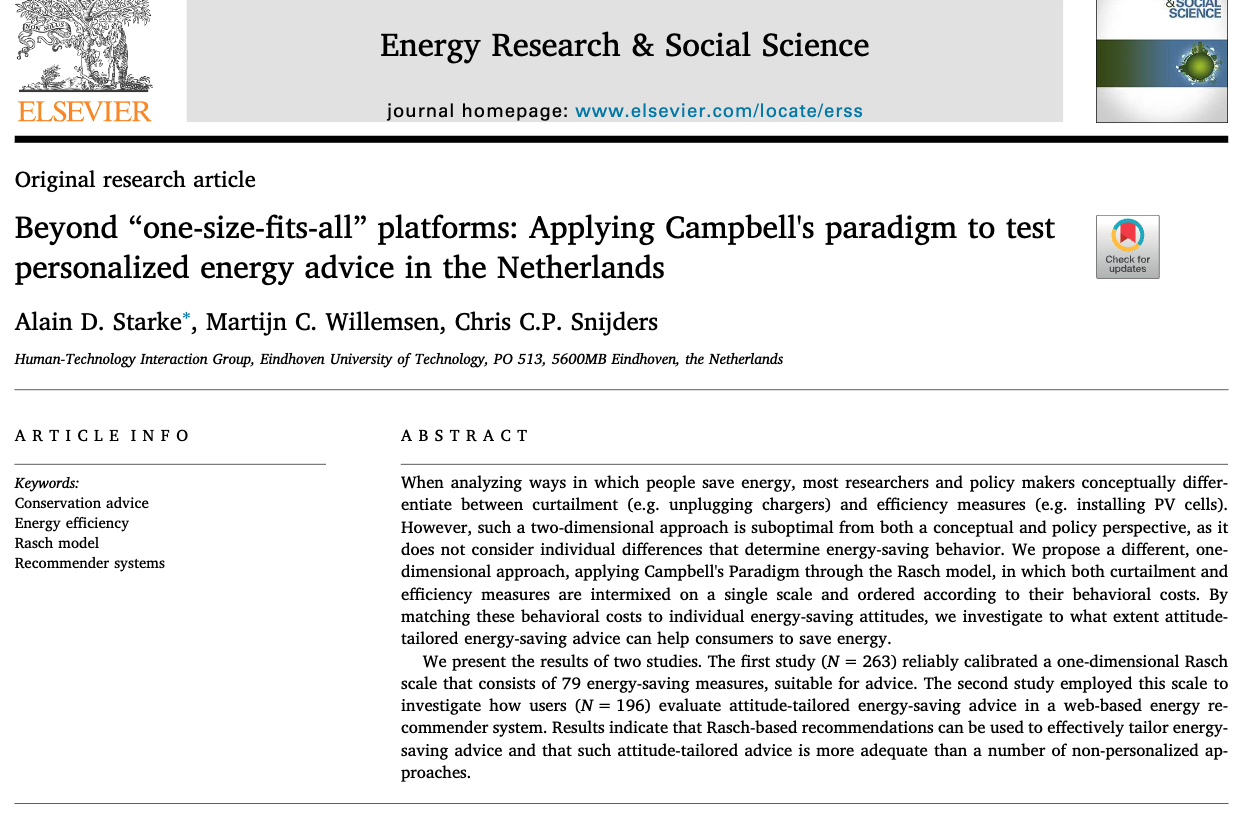 & SOCIAL
SCIENCE
Energy Research & Social Science
ELSEVIER
journal homepage: www.elsevier.com/locate/erss
Original research article
Beyond “one-size-fits-all” platforms: Applying Campbell's paradigm to test
personalized energy advice in the Netherlands
Check for
updates
Alain D. Starke*, Martijn C. Willemsen, Chris C.P. Snijders
Human-Technology Interaction Group, Eindhoven University of Technology, PO 513, 5600MB Eindhoven, the Netherlands
ARTICLE INFO
Keywords:
Conservation advice
Energy efficiency
Rasch model
Recommender systems
ABSTRACT
When analyzing ways in which people save energy, most researchers and policy makers conceptually differ-
entiate between curtailment (e.g. unplugging chargers) and efficiency measures (e.g. installing PV cells).
However, such a two-dimensional approach is suboptimal from both a conceptual and policy perspective, as it
does not consider individual differences that determine energy-saving behavior. We propose a different, one-
dimensional approach, applying Campbell's Paradigm through the Rasch model, in which both curtailment and
efficiency measures are intermixed on a single scale and ordered according to their behavioral costs. By
matching these behavioral costs to individual energy-saving attitudes, we investigate to what extent attitude-
tailored energy-saving advice can help consumers to save energy.
We present the results of two studies. The first study (N = 263) reliably calibrated a one-dimensional Rasch
scale that consists of 79 energy-saving measures, suitable for advice. The second study employed this scale to
investigate how users (N = 196) evaluate attitude-tailored energy-saving advice in a web-based energy re-
commender system. Results indicate that Rasch-based recommendations can be used to effectively tailor energy-
saving advice and that such attitude-tailored advice is more adequate than a number of non-personalized ap-
proaches.